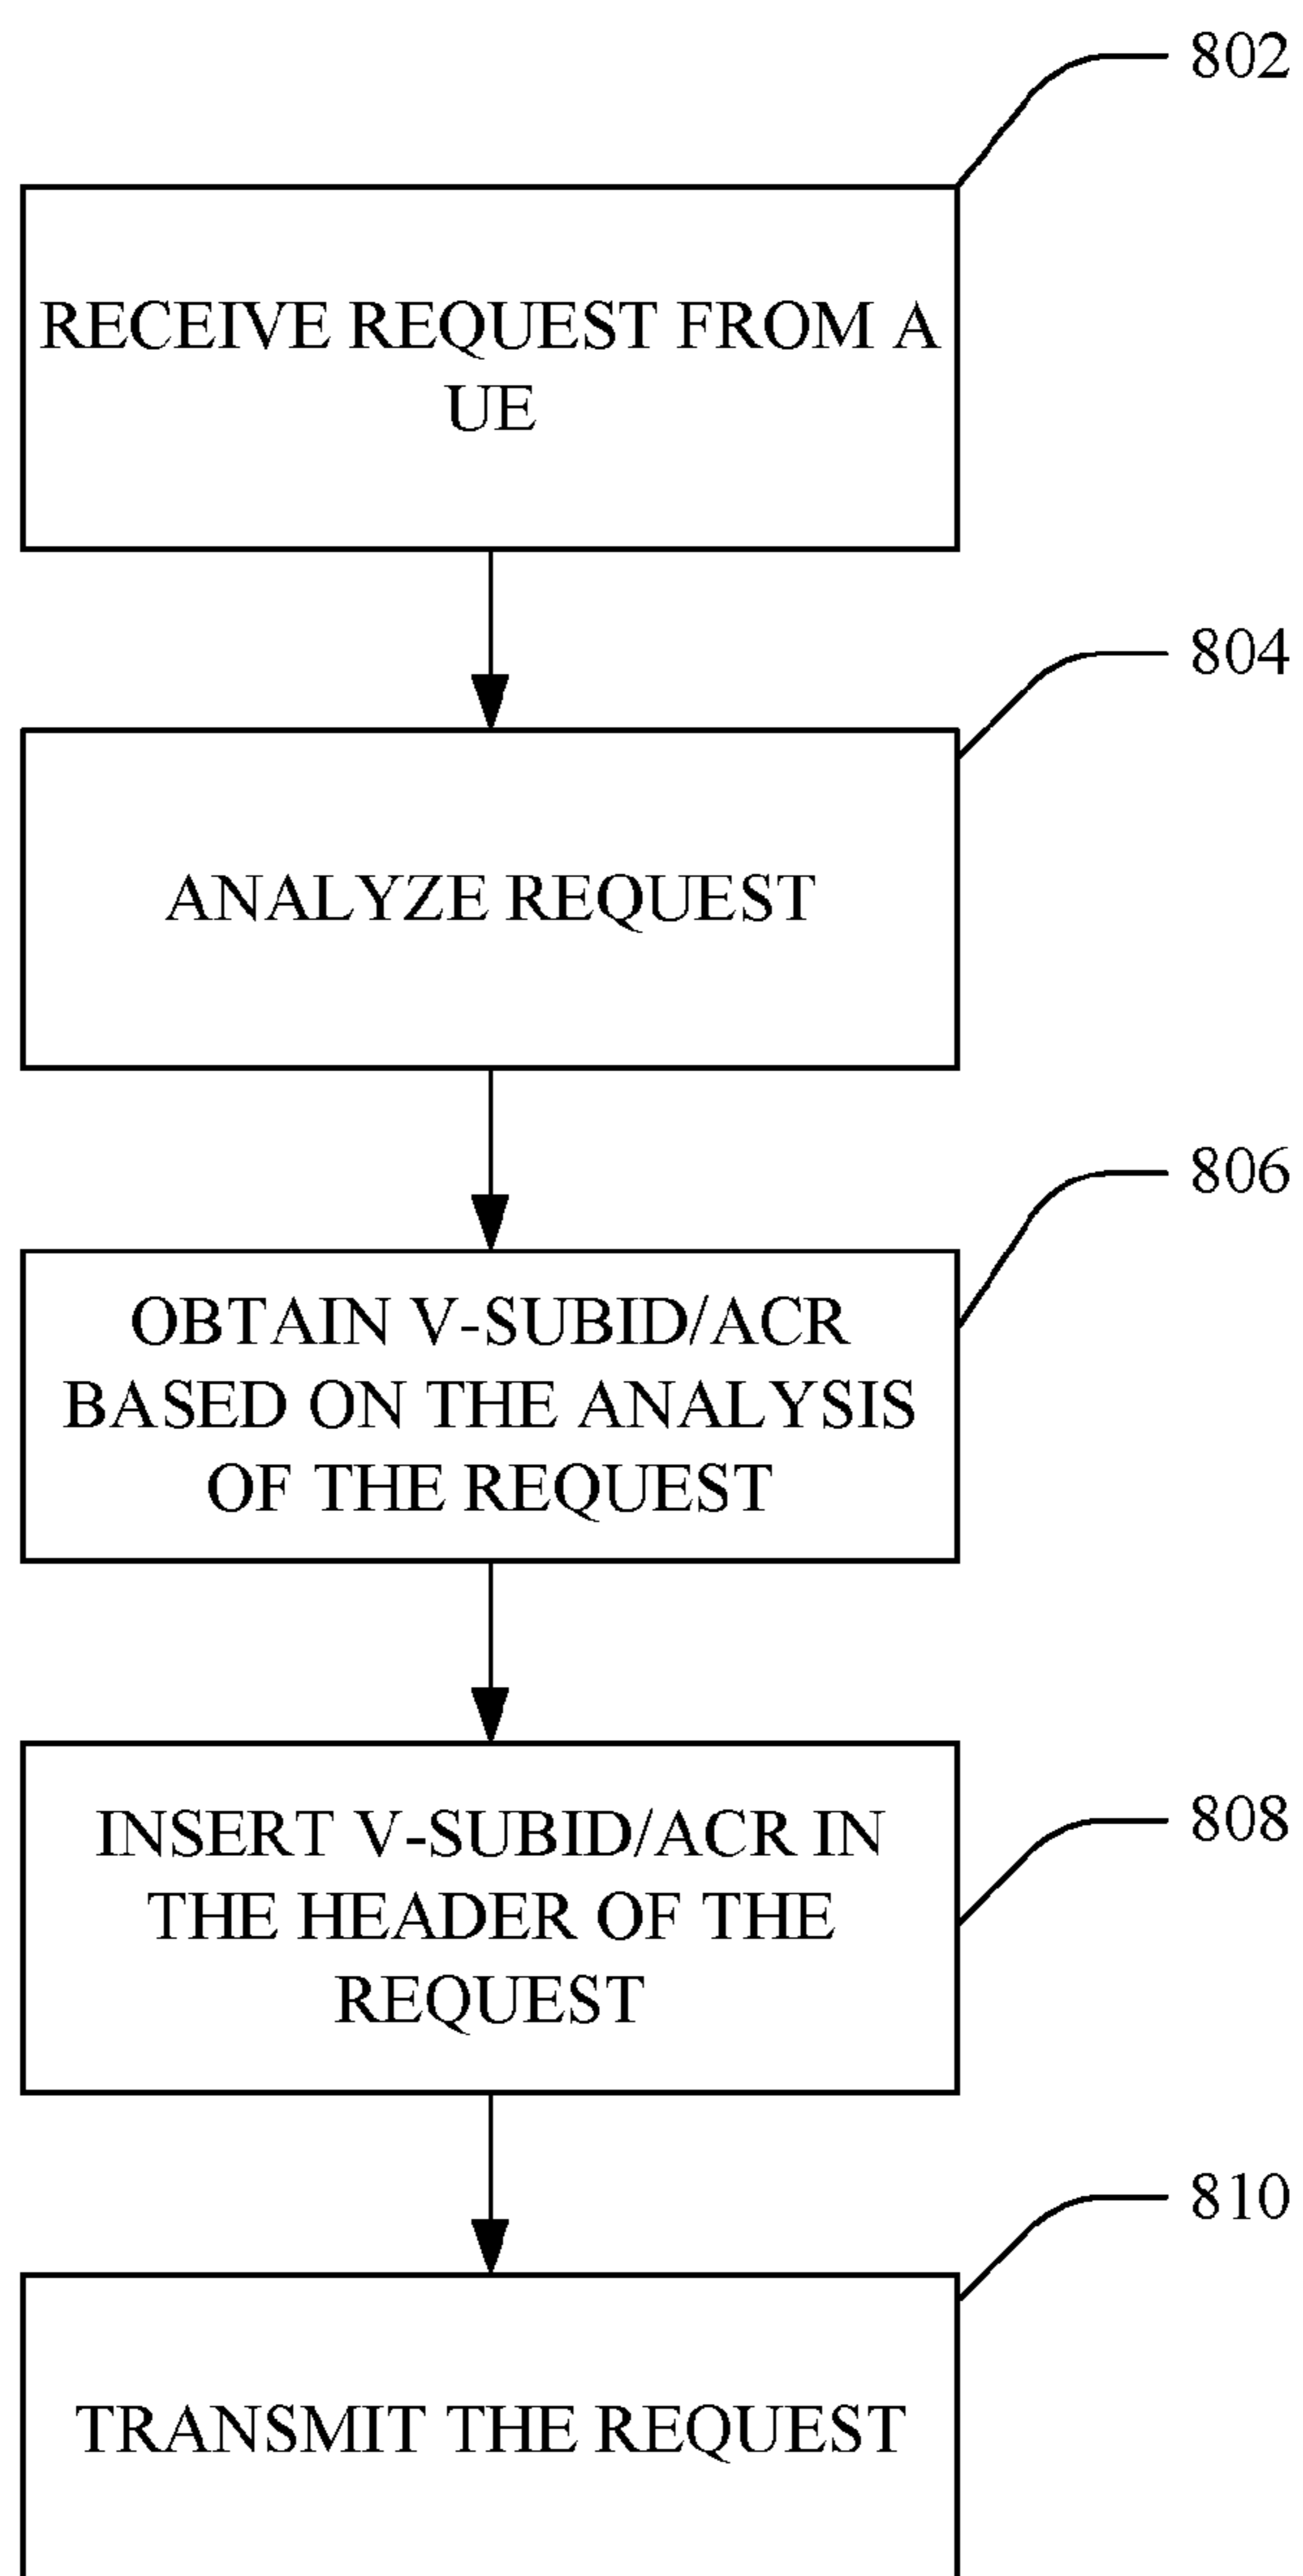 802
RECEIVE REQUEST FROM A
UE
804
ANALYZE REQUEST
806
OBTAIN V-SUBID/ACR
BASED ON THE ANALYSIS
OF THE REQUEST
808
INSERT V-SUBID/ACR IN
THE HEADER OF THE
REQUEST
810
TRANSMIT THE REQUEST